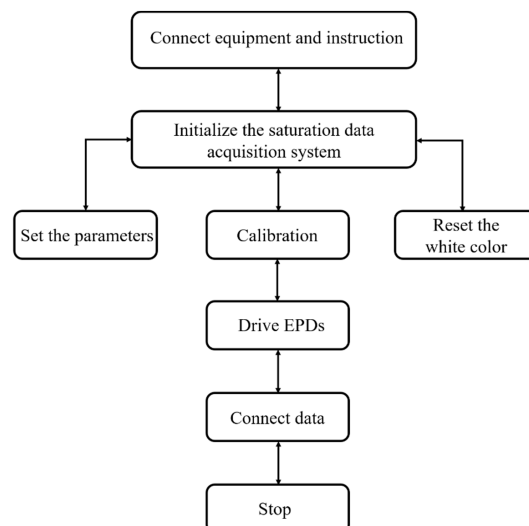 Connect equipment and instruction
Initialize the saturation data
acquisition system
Set the parameters
Calibration
Reset the
white color
Drive EPDs
Connect data
Stop